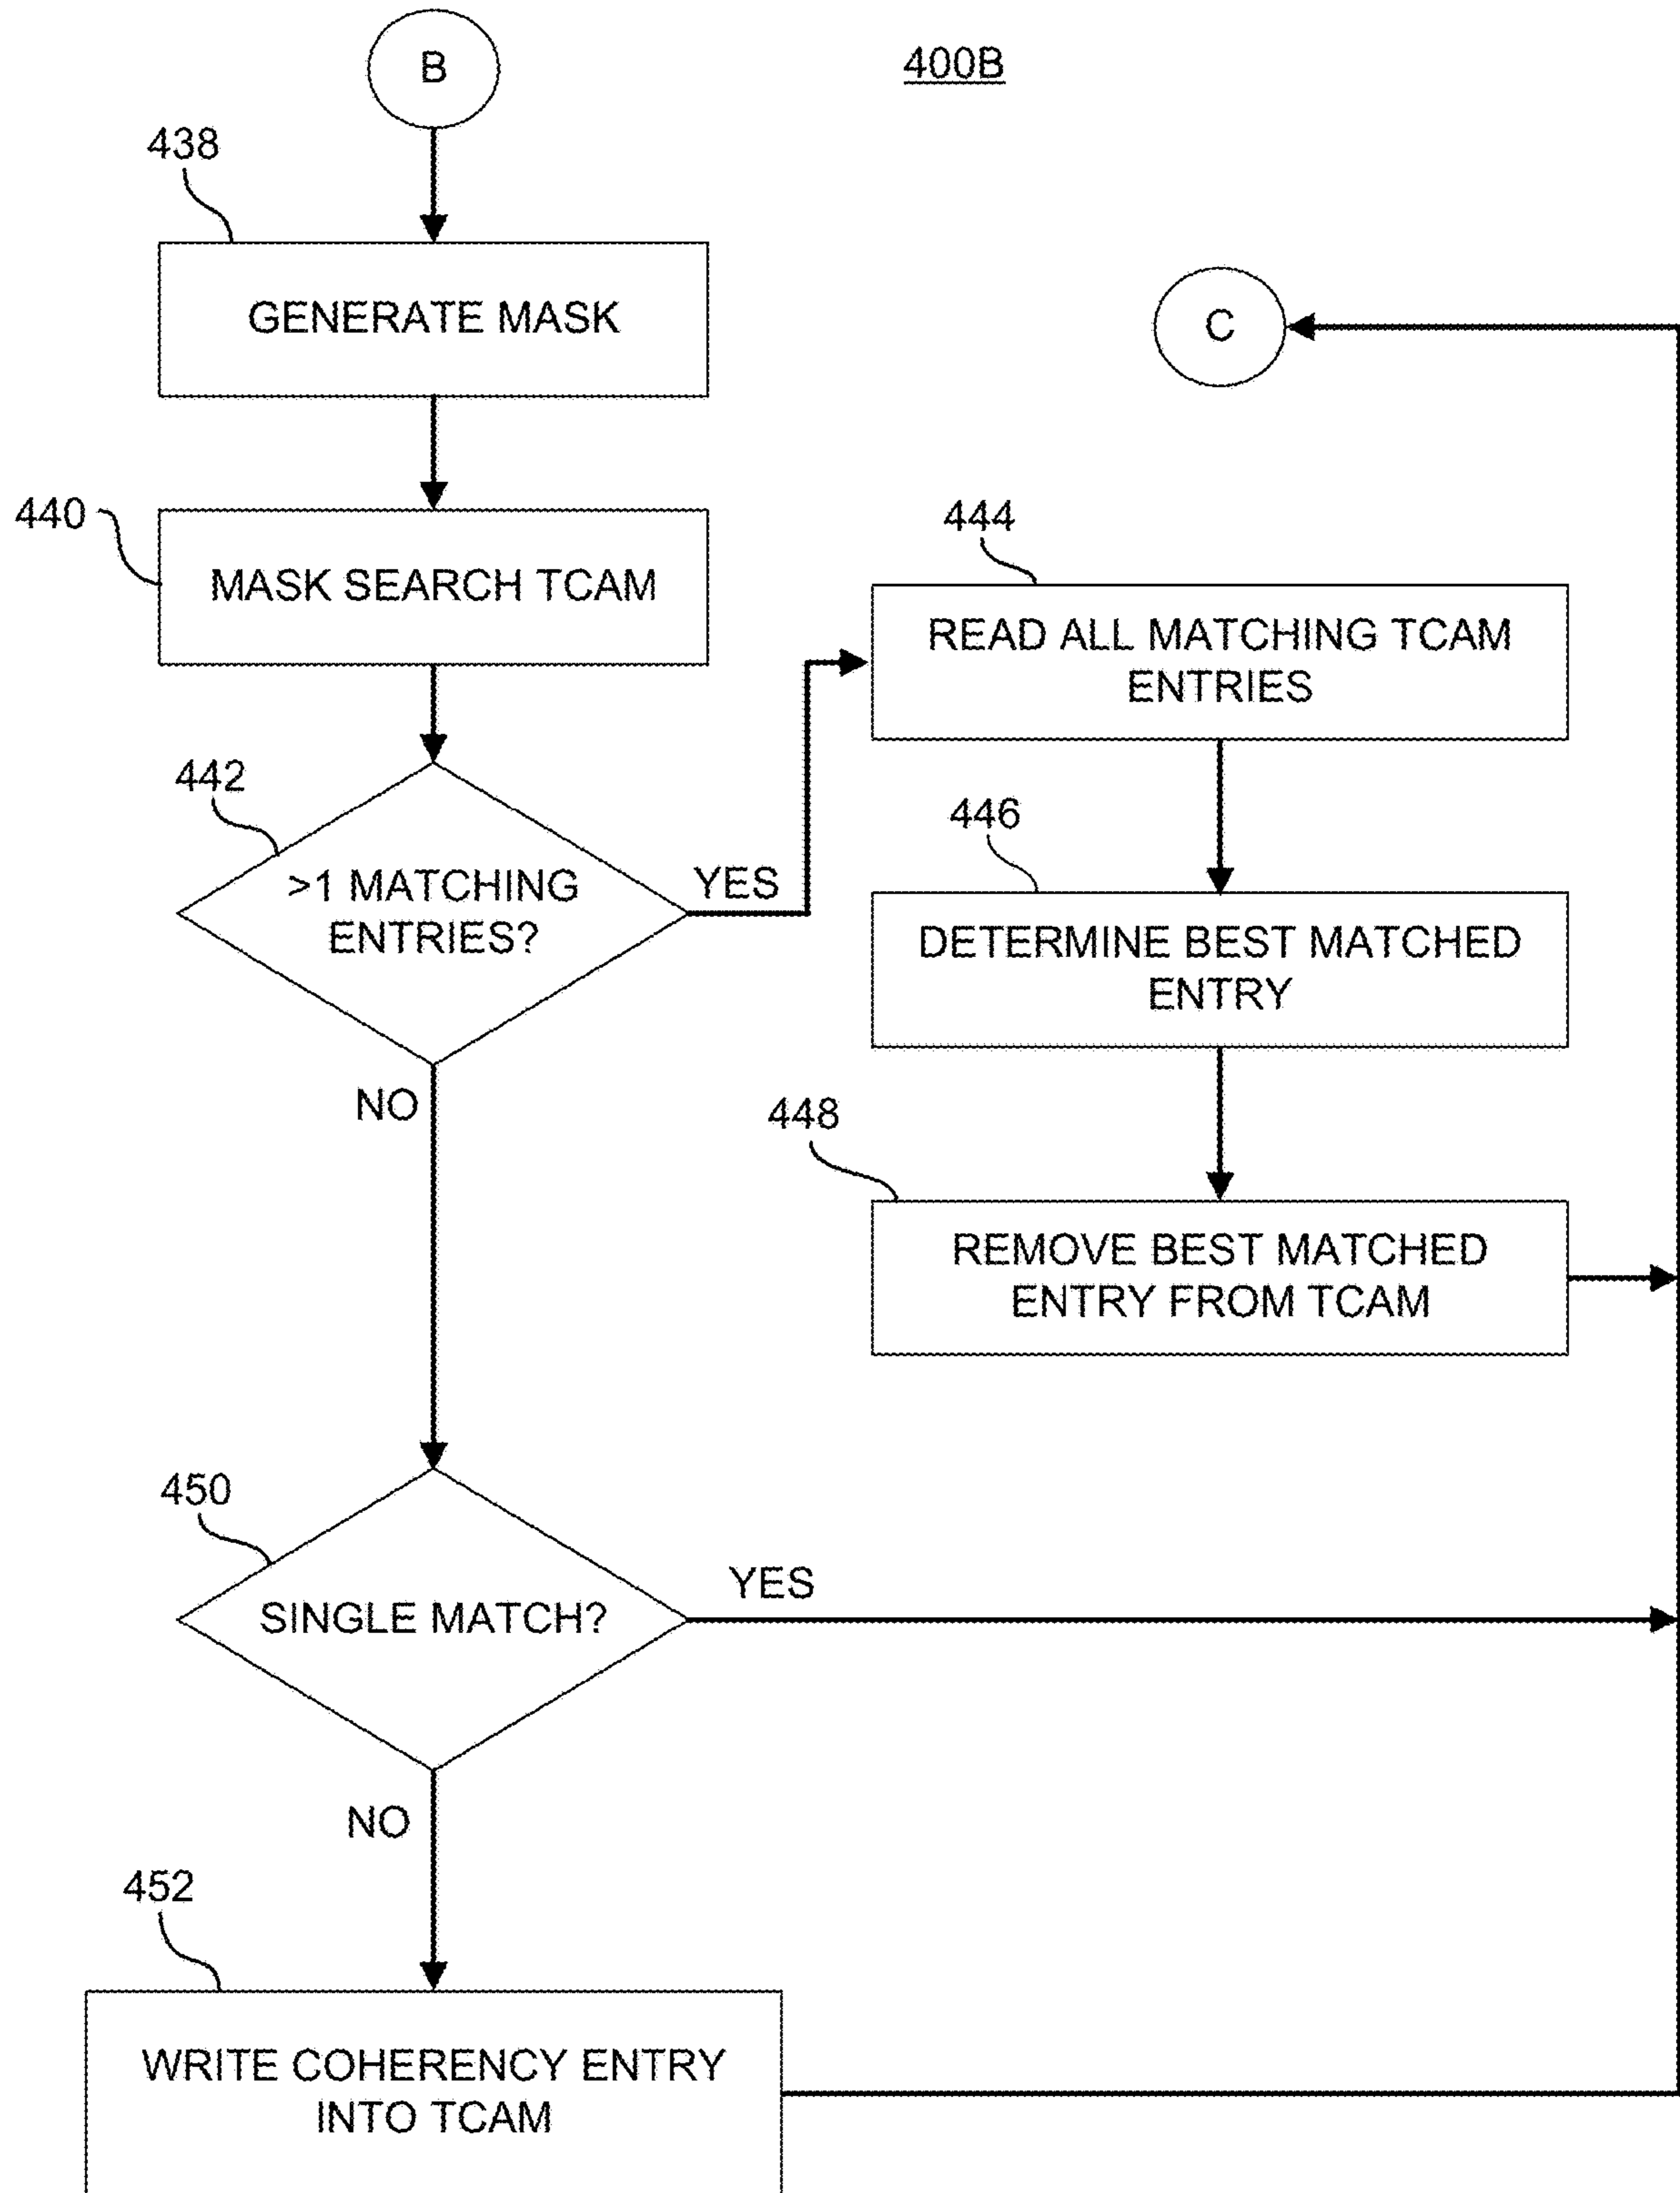 B
400B
438
GENERATE MASK
C
440
MASK SEARCH TCAM
444
READ ALL MATCHING TCAM
ENTRIES
442
>1 MATCHING
ENTRIES?
YES
446
DETERMINE BEST MATCHED
ENTRY
NO
448
REMOVE BEST MATCHED
ENTRY FROM TCAM
450
SINGLE MATCH?
YES
NO
452
WRITE COHERENCY ENTRY
INTO TCAM